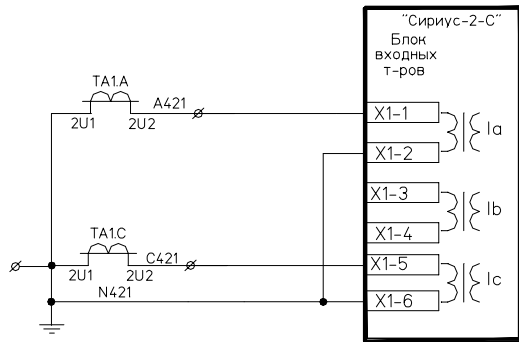 "Сириус-2-С"
Блок
входных
т-ров
TA1.A
A421
2U1
2U2
X1-1
X1-2
Ia
X1-3
X1-4
Ib
TA1.C
C421
2U1
2U2
N421
X1-5
X1-6
Ic